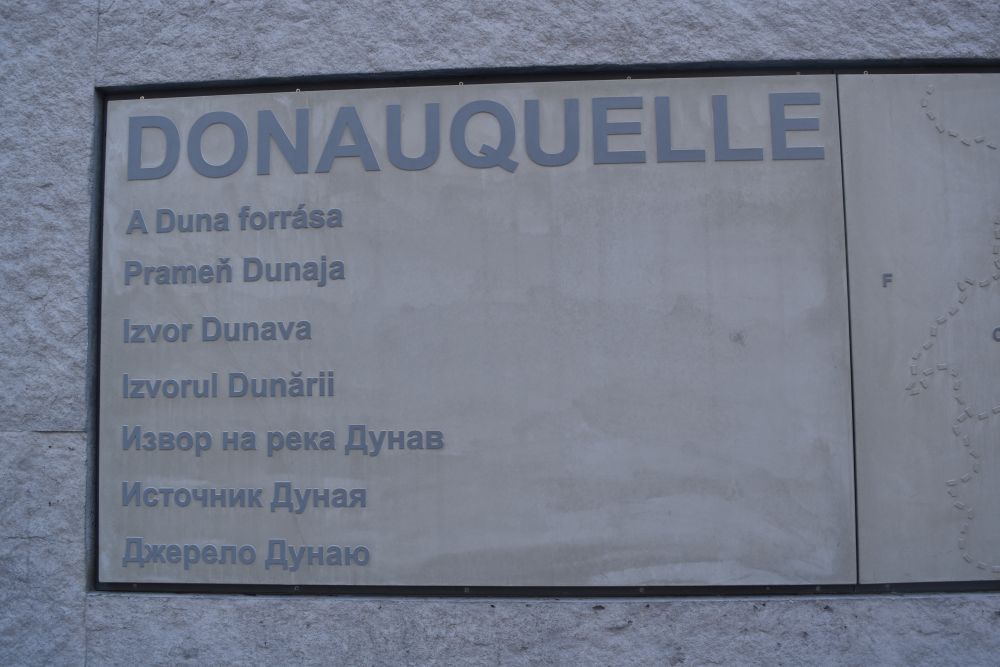 DONAUQUELLE
A Duna forrása
Prameň Dunaja
Izvor Dunava
Izvorul Dunării
Извор на река Дунав
Источник Дуная
Джерело Дунаю
F